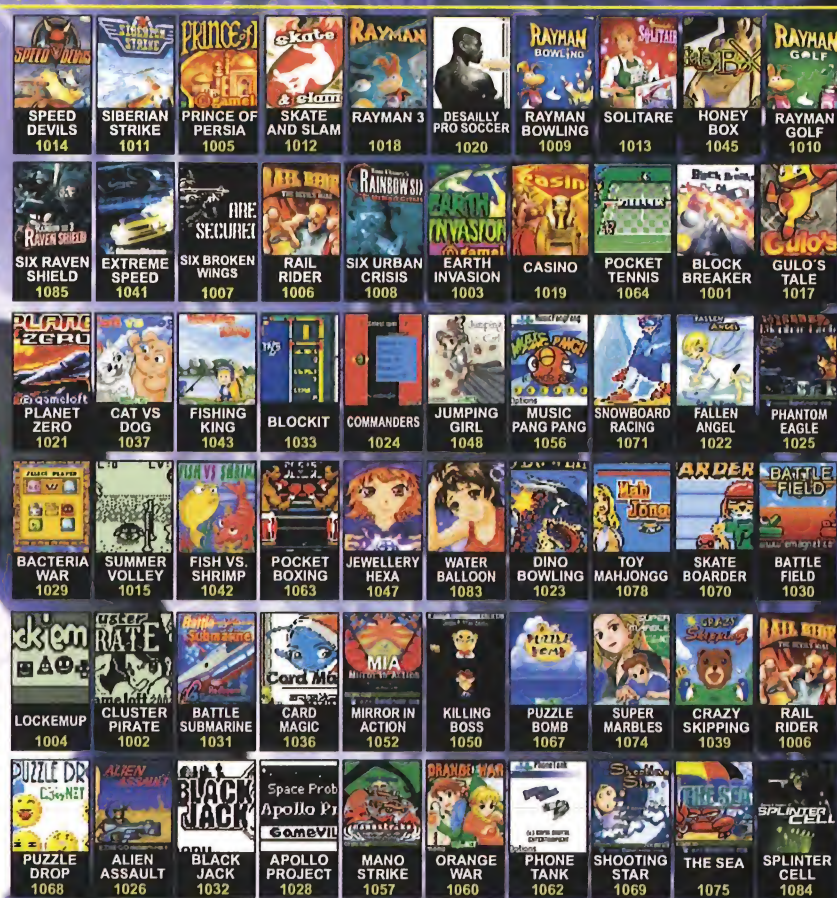 SPEED DEVILS
1014
SIBERIAN STRIKE
1011
PRINCE OF PERSIA
1005
SKATE AND SLAM
1012
RAYMAN 3
1018
DESAILLY PRO SOCCER
1020
RAYMAN BOWLING
1009
SOLITARE
1013
HONEY BOX
1045
RAYMAN GOLF
1010
SIX RAVEN SHIELD
1085
EXTREME SPEED
1041
SIX BROKEN WINGS
1007
RAIL RIDER
1006
SIX URBAN CRISIS
1008
EARTH INVASION
1003
CASINO
1019
POCKET TENNIS
1064
BLOCK BREAKER
1001
GULO'S TALE
1017
PLANET ZERO
1021
CAT VS DOG
1037
FISHING KING
1043
BLOCKIT
1033
COMMANDERS
1024
JUMPING GIRL
1048
MUSIC PANG PANG
1056
SNOWBOARD RACING
1071
FALLEN ANGEL
1022
PHANTOM EAGLE
1025
BACTERIA WAR
1029
SUMMER VOLLEY
1015
FISH VS. SHRIMP
1042
POCKET BOXING
1063
JEWELLERY HEXA
1047
WATER BALLOON
1083
DINO BOWLING
1023
TOY MAHJONGG
1078
SKATE BOARDER
1070
BATTLE FIELD
1030
LOCKEMUP
1004
CLUSTER PIRATE
1002
BATTLE SUBMARINE
1031
CARD MAGIC
1036
MIRROR IN ACTION
1052
KILLING BOSS
1050
PUZZLE BOMB
1067
SUPER MARBLES
1074
CRAZY SKIPPING
1039
RAIL RIDER
1006
PUZZLE DROP
1068
ALIEN ASSAULT
1026
BLACK JACK
1032
APOLLO PROJECT
1028
MANO STRIKE
1057
ORANGE WAR
1060
PHONE TANK
1062
SHOOTING STAR
1069
THE SEA
1075
SPLINTER CELL
1084